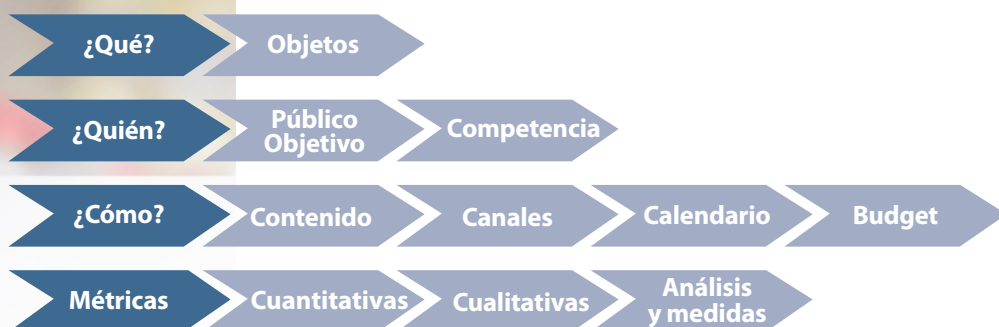 ¿Qué? Objetos
¿Quién? Público
Objetivo Competencia
¿Cómo? Contenido Canales Calendario Budget
Métricas Cuantitativas Cualitativas Análisis
y medidas